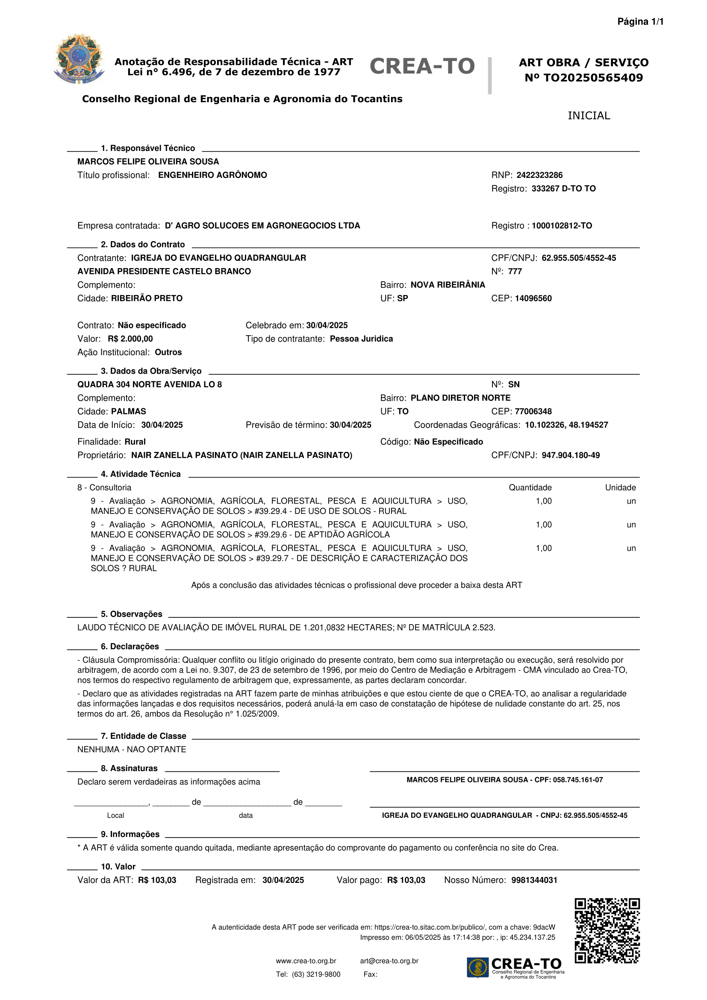 Página 1/1
Anotação de Responsabilidade Técnica - ART
Lei n° 6.496, de 7 de dezembro de 1977
CREA-TO
ART OBRA / SERVIÇO
Nº TO20250565409
Conselho Regional de Engenharia e Agronomia do Tocantins
INICIAL
1. Responsável Técnico
MARCOS FELIPE OLIVEIRA SOUSA
Título profissional: ENGENHEIRO AGRÔNOMO RNP: 2422323286
Registro: 333267 D-TO TO
Empresa contratada: D' AGRO SOLUCOES EM AGRONEGOCIOS LTDA Registro : 1000102812-TO
2. Dados do Contrato
Contratante: IGREJA DO EVANGELHO QUADRANGULAR CPF/CNPJ: 62.955.505/4552-45
AVENIDA PRESIDENTE CASTELO BRANCO Nº: 777
Complemento: Bairro: NOVA RIBEIRÂNIA
Cidade: RIBEIRÃO PRETO UF: SP CEP: 14096560
Contrato: Não especificado Celebrado em: 30/04/2025
Valor: R$ 2.000,00 Tipo de contratante: Pessoa Juridica
Ação Institucional: Outros
3. Dados da Obra/Serviço
QUADRA 304 NORTE AVENIDA LO 8 Nº: SN
Complemento: Bairro: PLANO DIRETOR NORTE
Cidade: PALMAS UF: TO CEP: 77006348
Data de Início: 30/04/2025 Previsão de término: 30/04/2025 Coordenadas Geográficas: 10.102326, 48.194527
Finalidade: Rural Código: Não Especificado
Proprietário: NAIR ZANELLA PASINATO (NAIR ZANELLA PASINATO) CPF/CNPJ: 947.904.180-49
4. Atividade Técnica
8 - Consultoria Quantidade Unidade
9 - Avaliação > AGRONOMIA, AGRÍCOLA, FLORESTAL, PESCA E AQUICULTURA > USO, 1,00 un
MANEJO E CONSERVAÇÃO DE SOLOS > #39.29.4 - DE USO DE SOLOS - RURAL
9 - Avaliação > AGRONOMIA, AGRÍCOLA, FLORESTAL, PESCA E AQUICULTURA > USO, 1,00 un
MANEJO E CONSERVAÇÃO DE SOLOS > #39.29.6 - DE APTIDÃO AGRÍCOLA
9 - Avaliação > AGRONOMIA, AGRÍCOLA, FLORESTAL, PESCA E AQUICULTURA > USO, 1,00 un
MANEJO E CONSERVAÇÃO DE SOLOS > #39.29.7 - DE DESCRIÇÃO E CARACTERIZAÇÃO DOS
SOLOS ? RURAL
Após a conclusão das atividades técnicas o profissional deve proceder a baixa desta ART
5. Observações
LAUDO TÉCNICO DE AVALIAÇÃO DE IMÓVEL RURAL DE 1.201,0832 HECTARES; Nº DE MATRÍCULA 2.523.
6. Declarações
- Cláusula Compromissória: Qualquer conflito ou litígio originado do presente contrato, bem como sua interpretação ou execução, será resolvido por
arbitragem, de acordo com a Lei no. 9.307, de 23 de setembro de 1996, por meio do Centro de Mediação e Arbitragem - CMA vinculado ao Crea-TO,
nos termos do respectivo regulamento de arbitragem que, expressamente, as partes declaram concordar.
- Declaro que as atividades registradas na ART fazem parte de minhas atribuições e que estou ciente de que o CREA-TO, ao analisar a regularidade
das informações lançadas e dos requisitos necessários, poderá anulá-la em caso de constatação de hipótese de nulidade constante do art. 25, nos
termos do art. 26, ambos da Resolução n° 1.025/2009.
7. Entidade de Classe
NENHUMA - NAO OPTANTE
8. Assinaturas
Declaro serem verdadeiras as informações acima
MARCOS FELIPE OLIVEIRA SOUSA - CPF: 058.745.161-07
________________, ________ de ___________________ de ________
Local data
IGREJA DO EVANGELHO QUADRANGULAR - CNPJ: 62.955.505/4552-45
9. Informações
* A ART é válida somente quando quitada, mediante apresentação do comprovante do pagamento ou conferência no site do Crea.
10. Valor
Valor da ART: R$ 103,03 Registrada em: 30/04/2025 Valor pago: R$ 103,03 Nosso Número: 9981344031
A autenticidade desta ART pode ser verificada em: https://crea-to.sitac.com.br/publico/, com a chave: 9dacW
Impresso em: 06/05/2025 às 17:14:38 por: , ip: 45.234.137.25
www.crea-to.org.br art@crea-to.org.br
Tel: (63) 3219-9800 Fax:
CREA-TO
Conselho Regional de Engenharia
e Agronomia do Tocantins